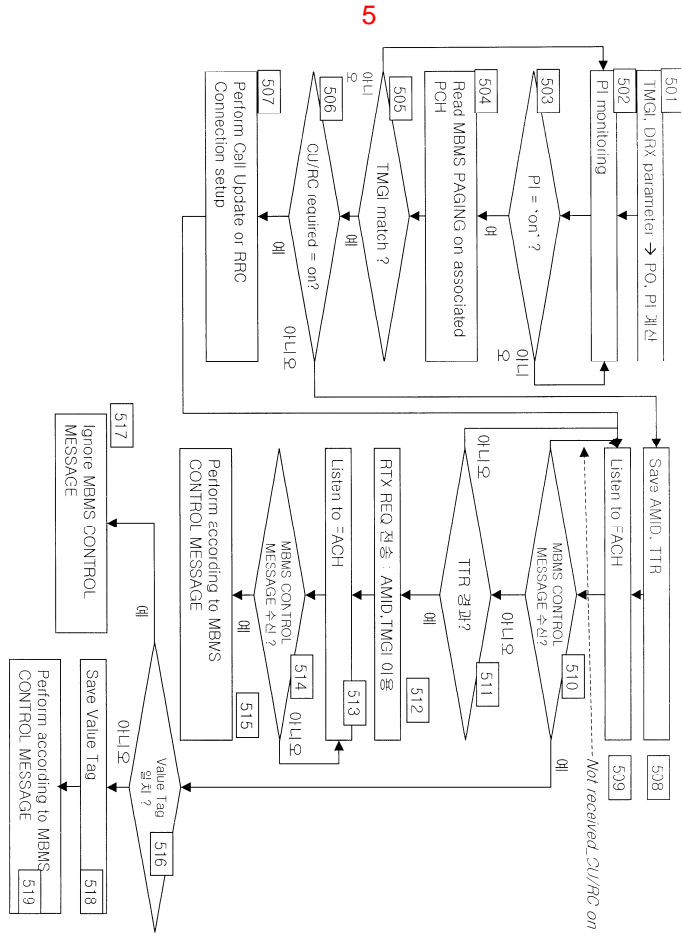 5
501
TMGI, DRX parameter → PO, PI 계산
502
PI monitoring
503
PI = 'on' ?
아니
오
예
504
Read MBMS PAGING on associated
PCH
505
TMGI match ?
아니
오
예
506
CU/RC required = on?
아니오
예
507
Perform Cell Update or RRC
Connection setup
508
Save AMID, TTR
509
Listen to FACH
Not received_CU/RC on
510
MBMS CONTROL
MESSAGE 수신?
예
아니오
511
TTR 경과?
아니오
예
512
RTX REQ 전송 : AMID,TMGI 이용
513
Listen to FACH
514
MBMS CONTROL
MESSAGE 수신 ?
아니오
예
515
Perform according to MBMS
CONTROL MESSAGE
516
Value Tag
일치 ?
예
아니오
517
Ignore MBMS CONTROL
MESSAGE
518
Save Value Tag
519
Perform according to MBMS
CONTROL MESSAGE